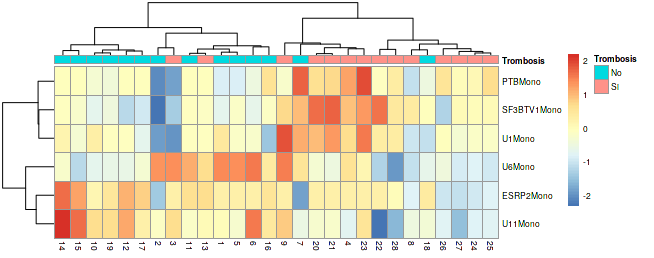 Trombosis
PTBMono
SF3BTV1Mono
U1Mono
U6Mono
ESRP2Mono
U11Mono
14 15 10 19 12 17 2 3 11 13 1 5 6 16 9 7 20 21 4 23 22 28 8 18 26 27 24 25
2
1
0
-1
-2
Trombosis
No
SI